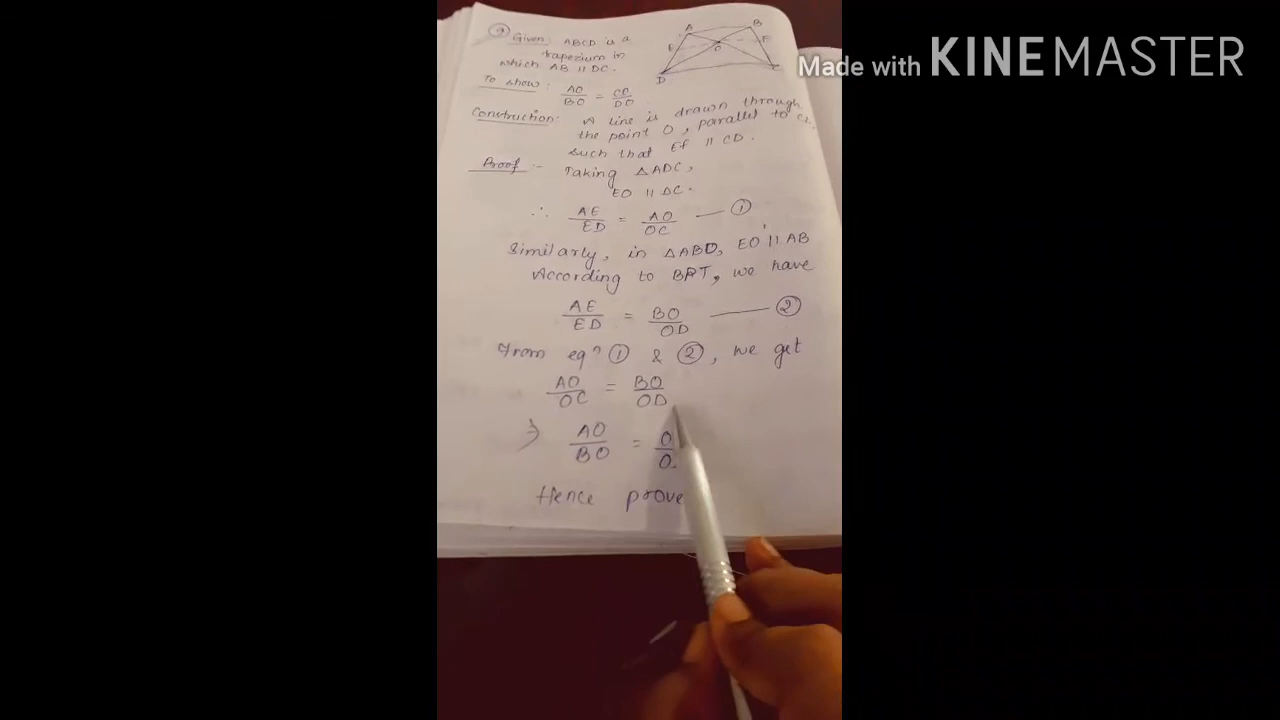 Made with KINEMASTER
9 Given: ABCD is a
trapezium in
which AB || DC.
To show: AO/BO = CO/DO
Construction: A line is drawn through
the point O, parallel to CD.
such that EF || CD.
Proof :- Taking △ADC,
EO || DC.
∴ AE/ED = AO/OC — ①
Similarly, in △ABD, EO || AB
According to BPT, we have
AE/ED = BO/OD — ②
From eqn ① & ②, we get
AO/OC = BO/OD
⇒ AO/BO = O/O
Hence prove
A B
E O F
D